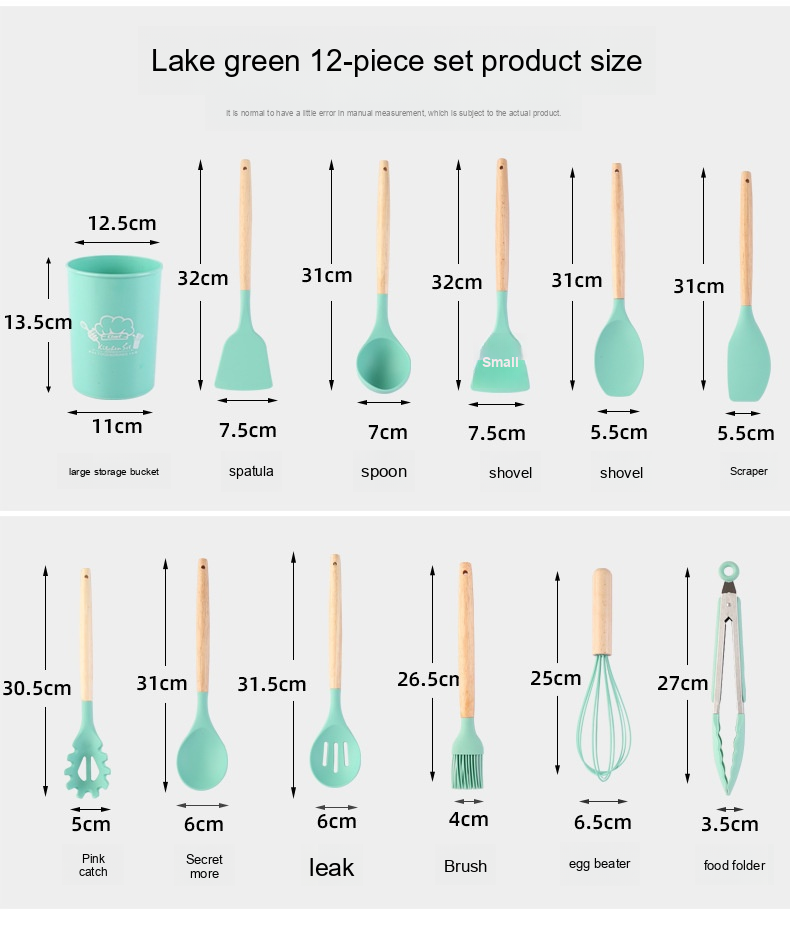 Lake green 12-piece set product size
It is normal to have a little error in manual measurement, which is subject to the actual product.
12.5cm
13.5cm
11cm
large storage bucket
32cm
7.5cm
spatula
31cm
7cm
spoon
32cm
Small
7.5cm
shovel
31cm
5.5cm
shovel
31cm
5.5cm
Scraper
30.5cm
5cm
Pink
catch
31cm
6cm
Secret
more
31.5cm
6cm
leak
26.5cm
4cm
Brush
25cm
6.5cm
egg beater
27cm
3.5cm
food folder